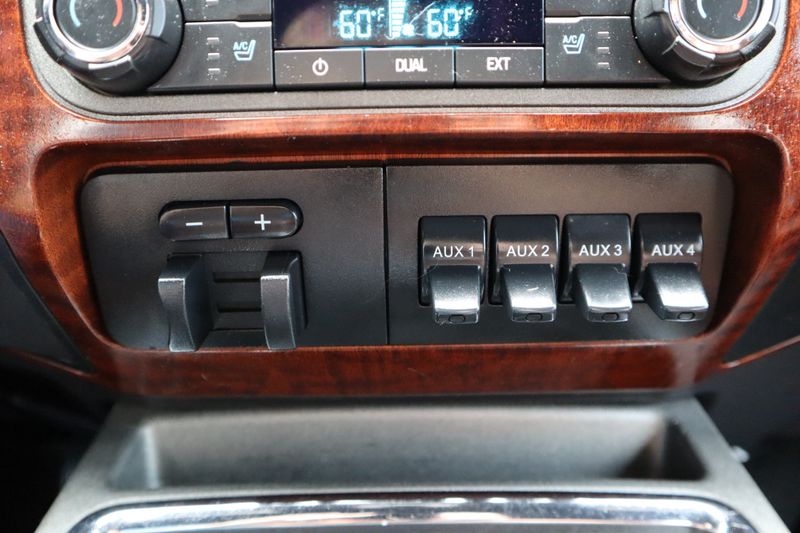 60°F 60°F
A/C DUAL EXT A/C
− +
AUX 1 AUX 2 AUX 3 AUX 4